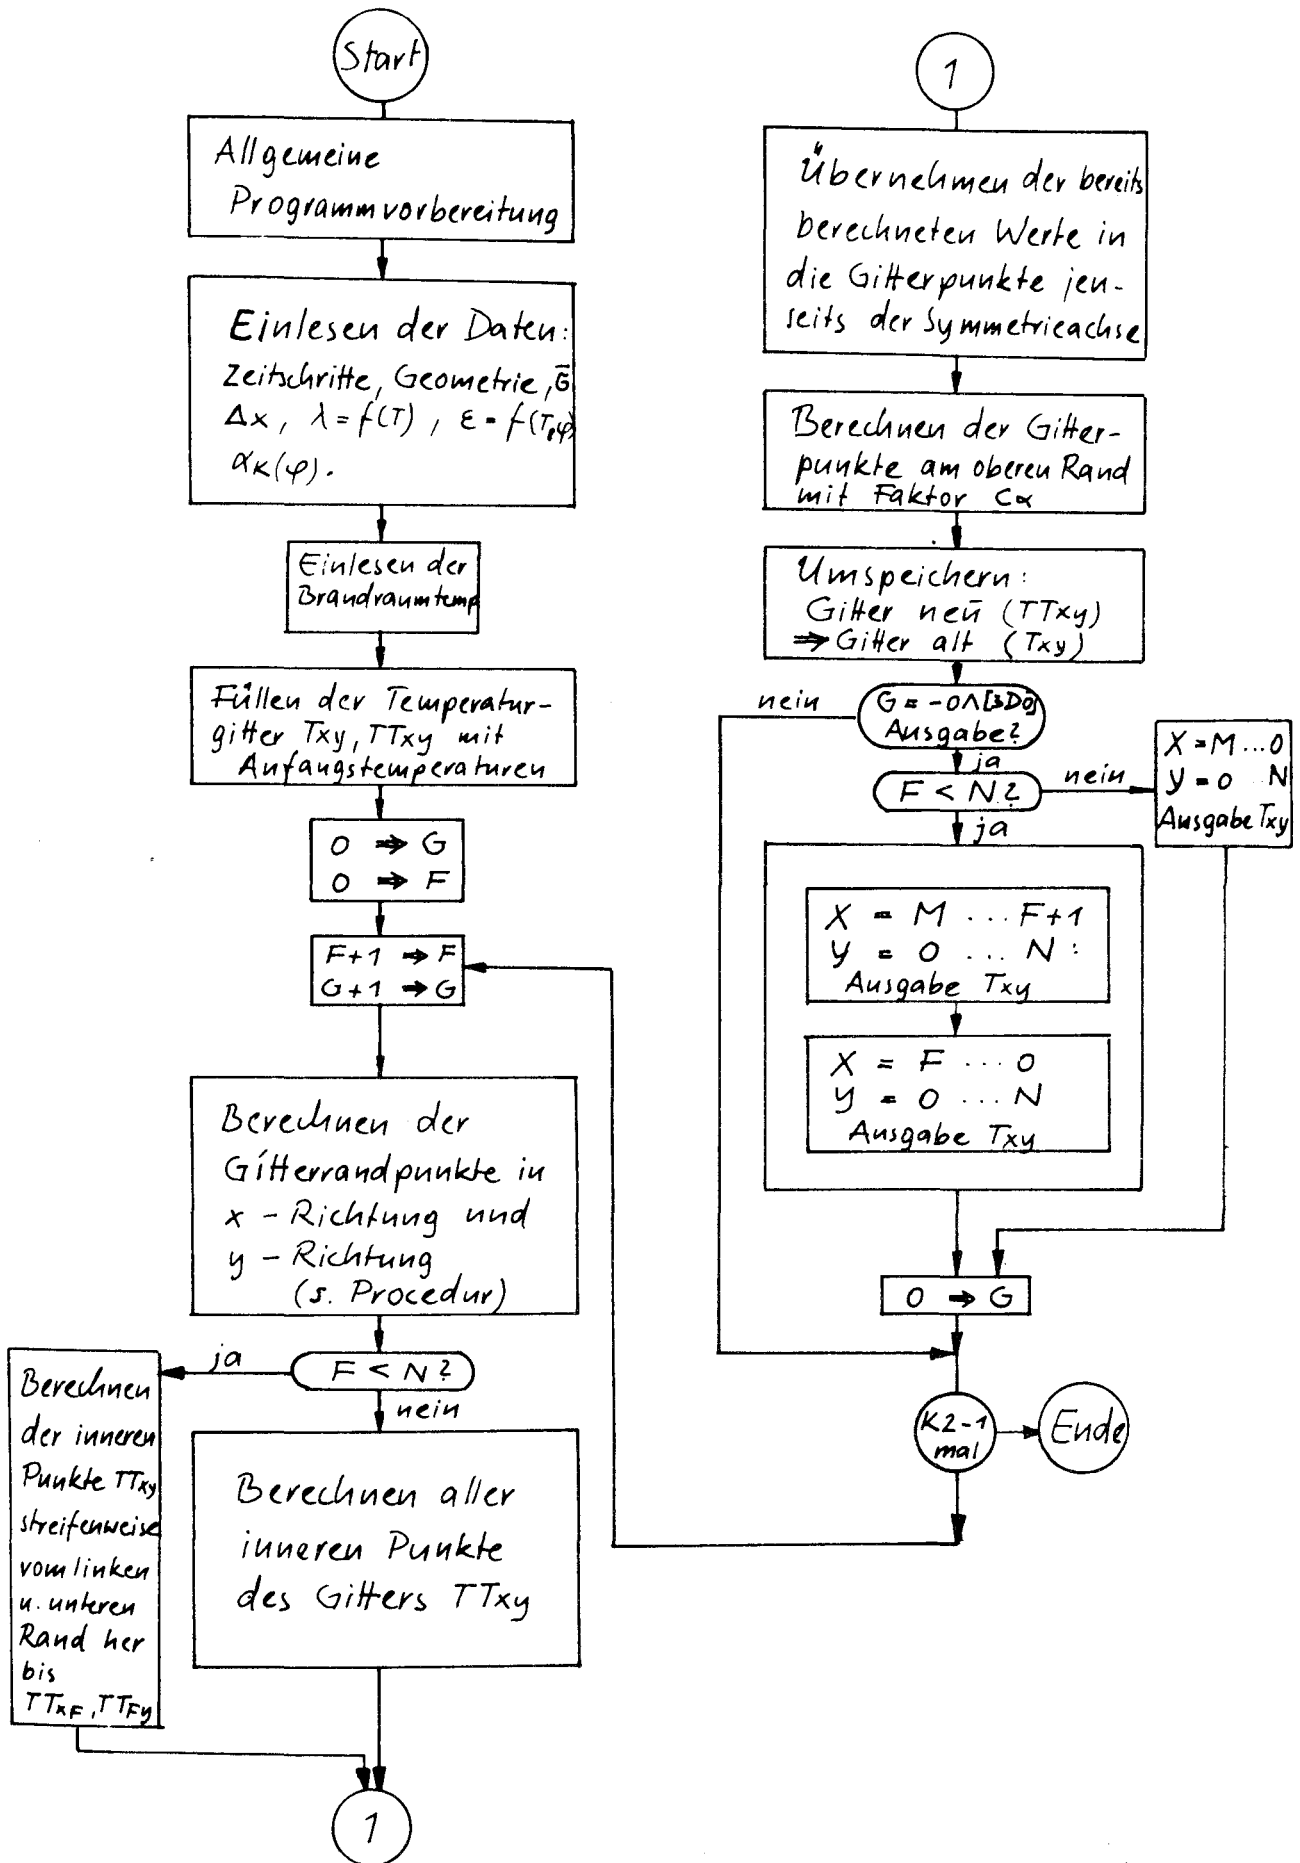 Start
Allgemeine
Programmvorbereitung
Einlesen der Daten:
Zeitschritte, Geometrie, G̅
Δx, λ = f(T), ε = f(T,φ)
αK(φ).
Einlesen der
Brandraumtemp
Füllen der Temperatur-
gitter Txy, TTxy mit
Anfangstemperaturen
0 ⇒ G
0 ⇒ F
F+1 ⇒ F
G+1 ⇒ G
Berechnen der
Gitterrandpunkte in
x - Richtung und
y - Richtung
(s. Procedur)
F < N?
ja
nein
Berechnen
der inneren
Punkte TTxy
streifenweise
vom linken
u. unteren
Rand her
bis
TTxF, TTFy
Berechnen aller
inneren Punkte
des Gitters TTxy
1
1
Übernehmen der bereits
berechneten Werte in
die Gitterpunkte jen-
seits der Symmetrieachse
Berechnen der Gitter-
punkte am oberen Rand
mit Faktor Cα
Umspeichern:
Gitter neu (TTxy)
⇒ Gitter alt (Txy)
nein
G = -0∧
Ausgabe?
ja
F < N?
nein
X = M ... 0
Y = 0 .. N
Ausgabe Txy
ja
X = M ... F+1
Y = 0 ... N :
Ausgabe Txy
X = F ... 0
Y = 0 ... N
Ausgabe Txy
0 ⇒ G
K2-1
mal
Ende